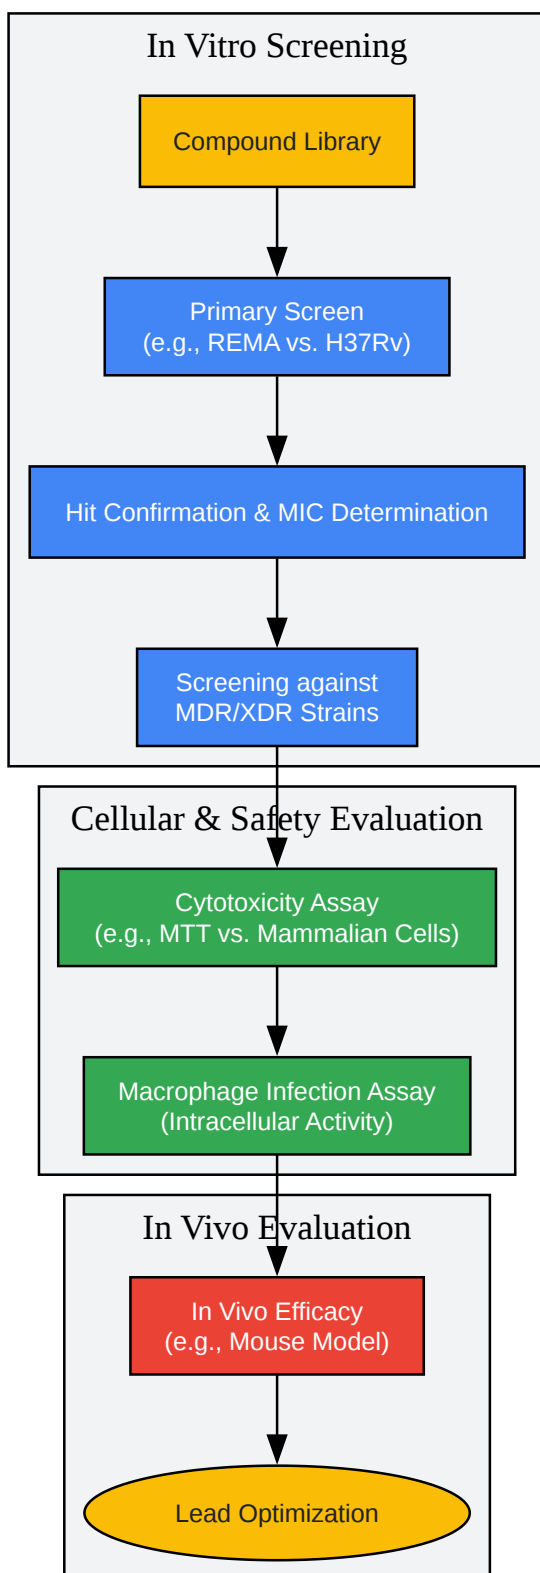 In Vitro Screening
Compound Library
Primary Screen
(e.g., REMA vs. H37Rv)
Hit Confirmation & MIC Determination
Screening against
MDR/XDR Strains
Cellular & Safety Evaluation
Cytotoxicity Assay
(e.g., MTT vs. Mammalian Cells)
Macrophage Infection Assay
(Intracellular Activity)
In Vivo Evaluation
In Vivo Efficacy
(e.g., Mouse Model)
Lead Optimization